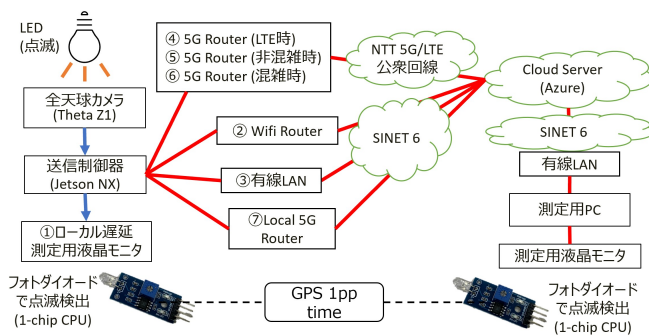 LED
(点滅)
全天球カメラ
(Theta Z1)
送信制御器
(Jetson NX)
①ローカル遅延
測定用液晶モニタ
フォトダイオード
で点滅検出
(1-chip CPU)
④ 5G Router (LTE時)
⑤ 5G Router (非混雑時)
⑥ 5G Router (混雑時)
② Wifi Router
③有線LAN
⑦Local 5G
Router
NTT 5G/LTE
公衆回線
SINET 6
Cloud Server
(Azure)
SINET 6
有線LAN
測定用PC
測定用液晶モニタ
GPS 1pp
time
フォトダイオード
で点滅検出
(1-chip CPU)